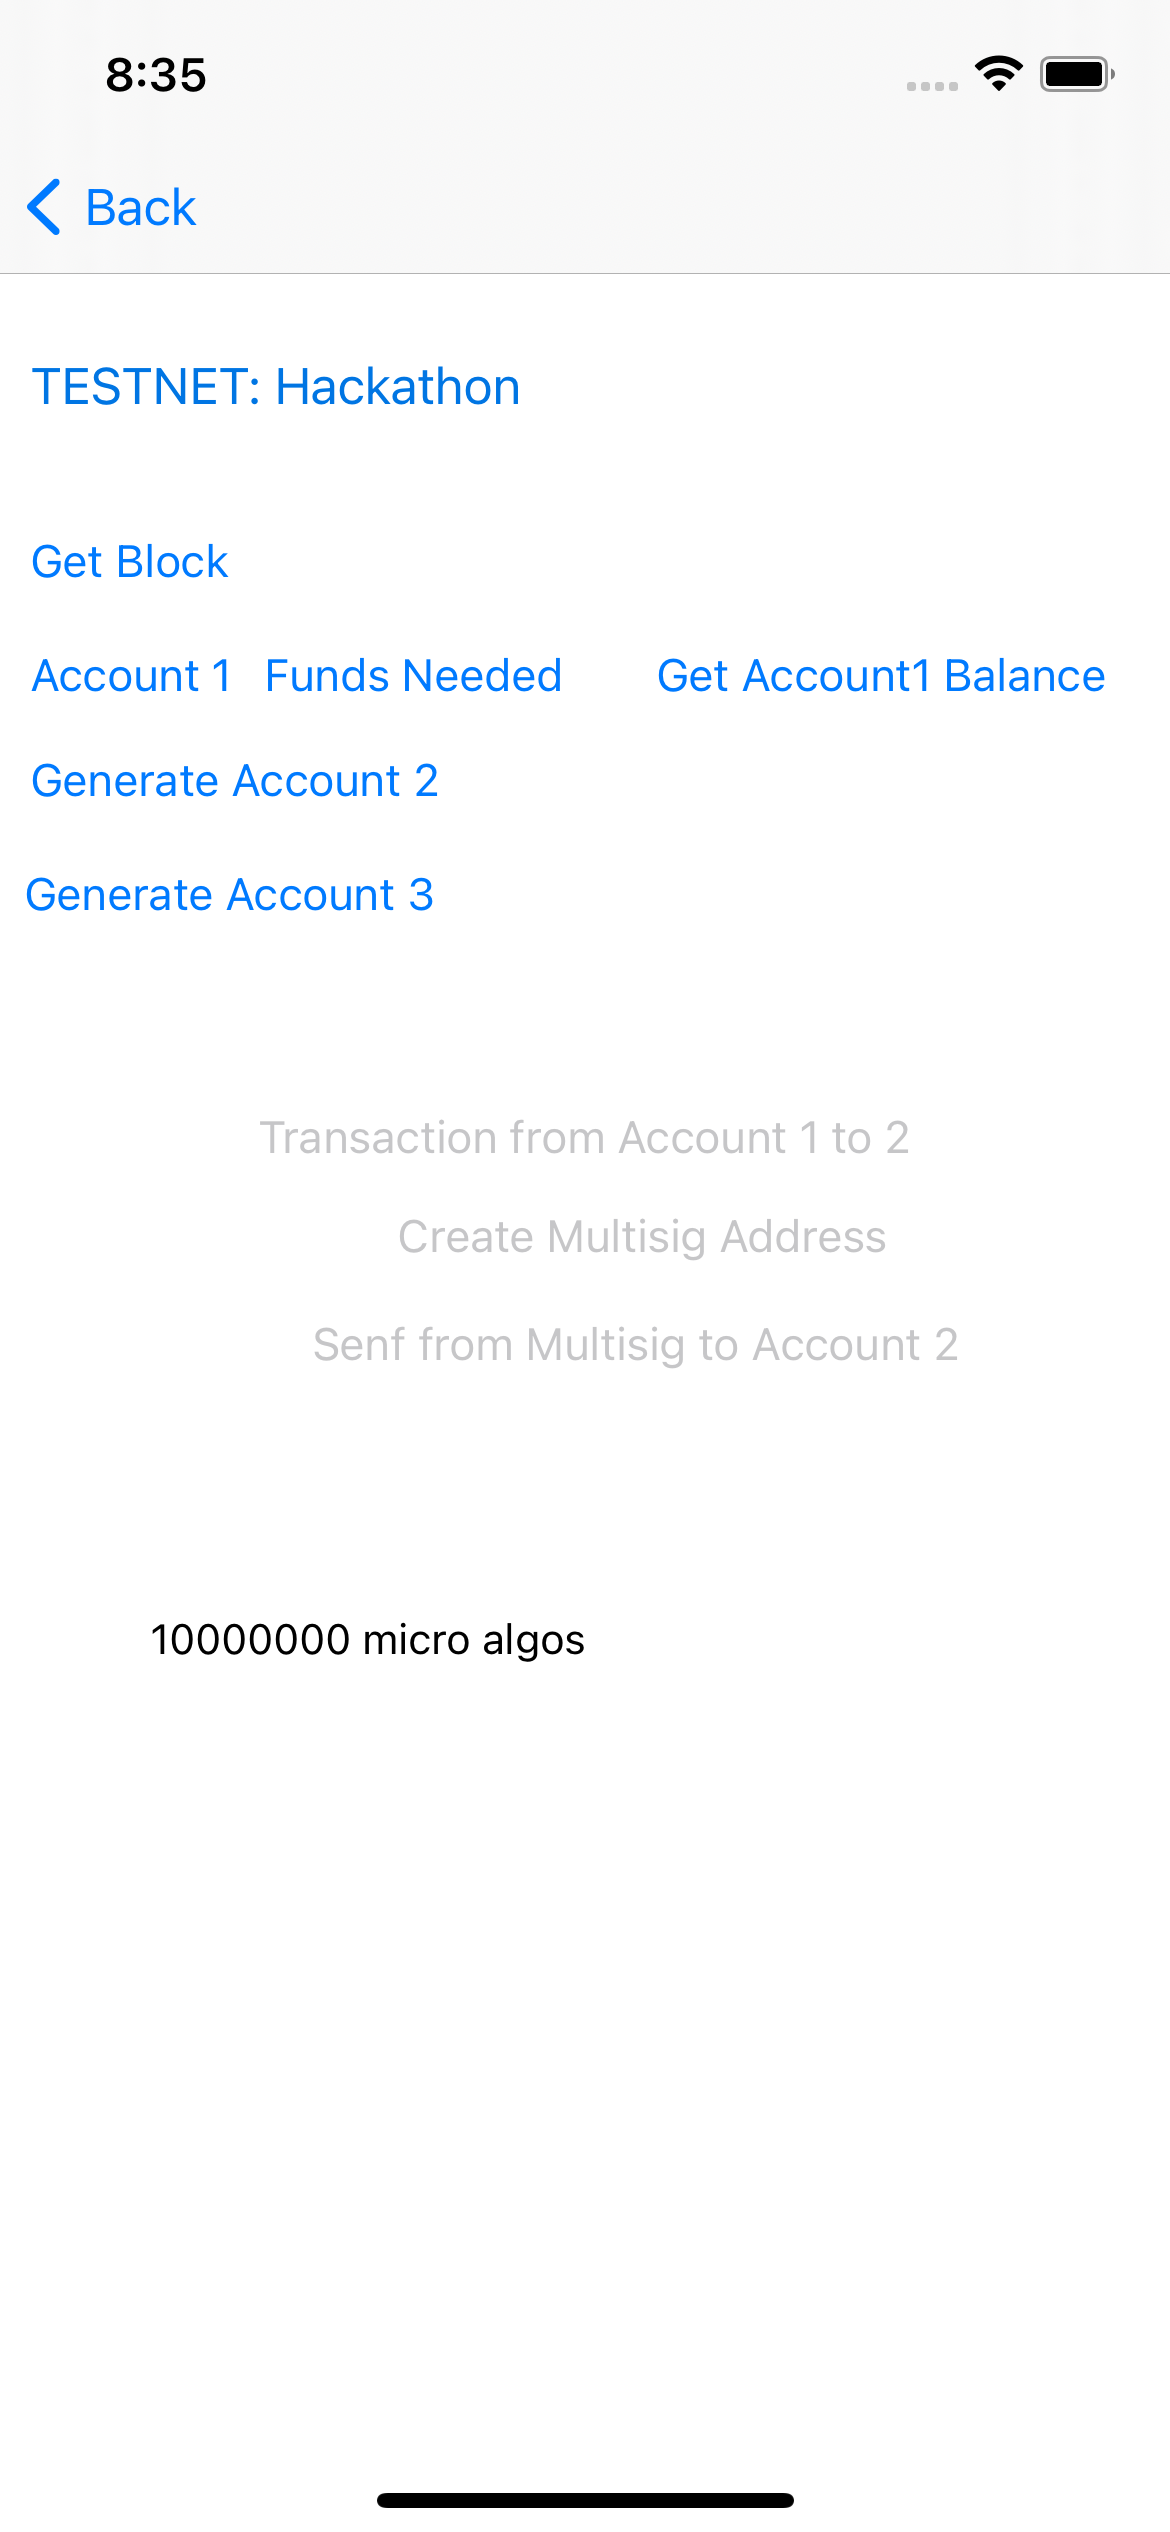 8:35
Back
TESTNET: Hackathon
Get Block
Account 1 Funds Needed Get Account1 Balance
Generate Account 2
Generate Account 3
Transaction from Account 1 to 2
Create Multisig Address
Senf from Multisig to Account 2
10000000 micro algos